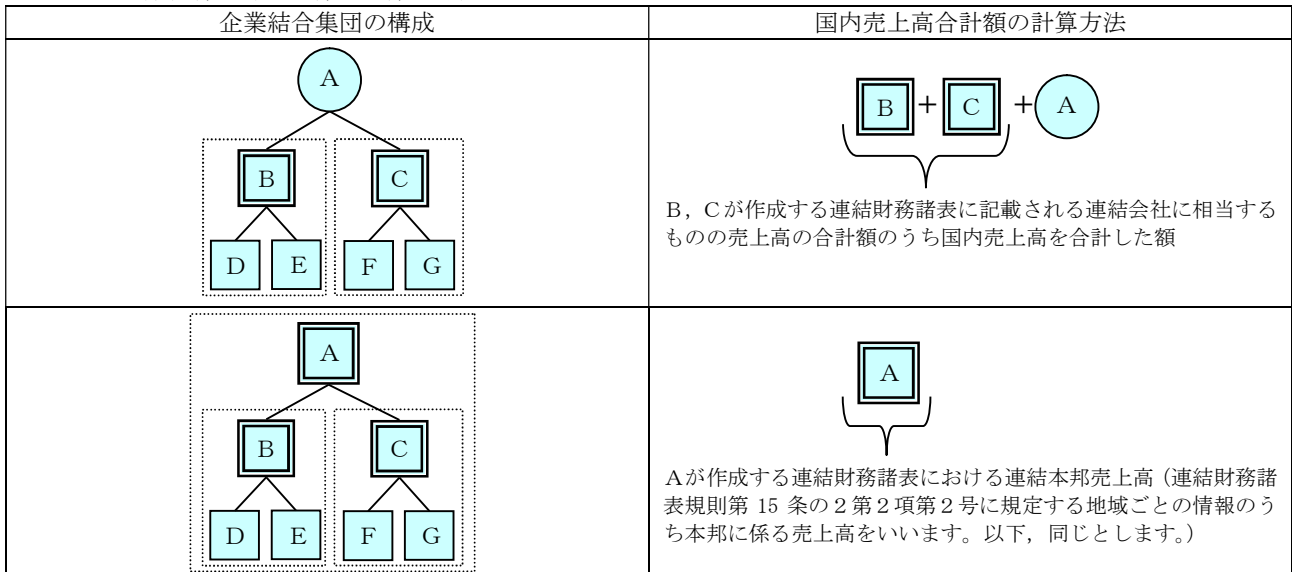 企業結合集団の構成
国内売上高合計額の計算方法
A
B C
D E F G
B + C + A
B，Cが作成する連結財務諸表に記載される連結会社に相当する
ものの売上高の合計額のうち国内売上高を合計した額
A
B C
D E F G
A
Aが作成する連結財務諸表における連結本邦売上高（連結財務諸
表規則第 15 条の２第２項第２号に規定する地域ごとの情報のう
ち本邦に係る売上高をいいます。以下，同じとします。）